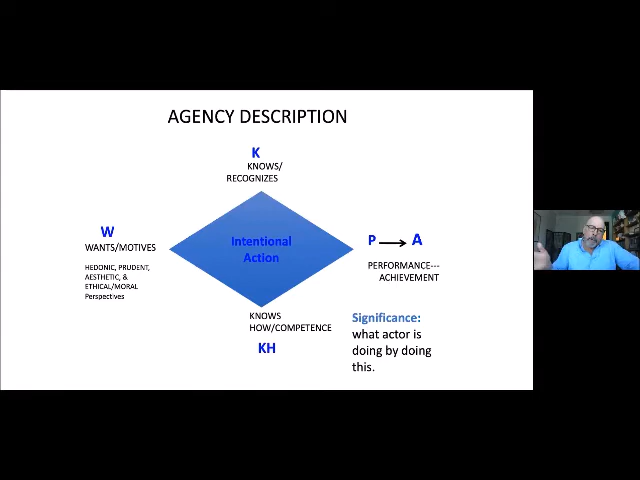 AGENCY DESCRIPTION
K
KNOWS/
RECOGNIZES
W
WANTS/MOTIVES
HEDONIC, PRUDENT,
AESTHETIC, &
ETHICAL/MORAL
Perspectives
Intentional
Action
P A
PERFORMANCE---
ACHIEVEMENT
KNOWS
HOW/COMPETENCE
KH
Significance:
what actor is
doing by doing
this.